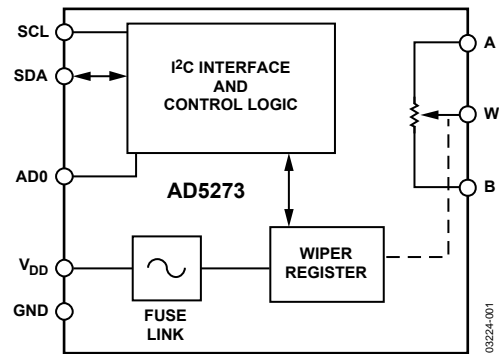 SCL
SDA
AD0
V_DD
GND
I²C INTERFACE
AND
CONTROL LOGIC
AD5273
FUSE
LINK
WIPER
REGISTER
A
W
B
03224-001